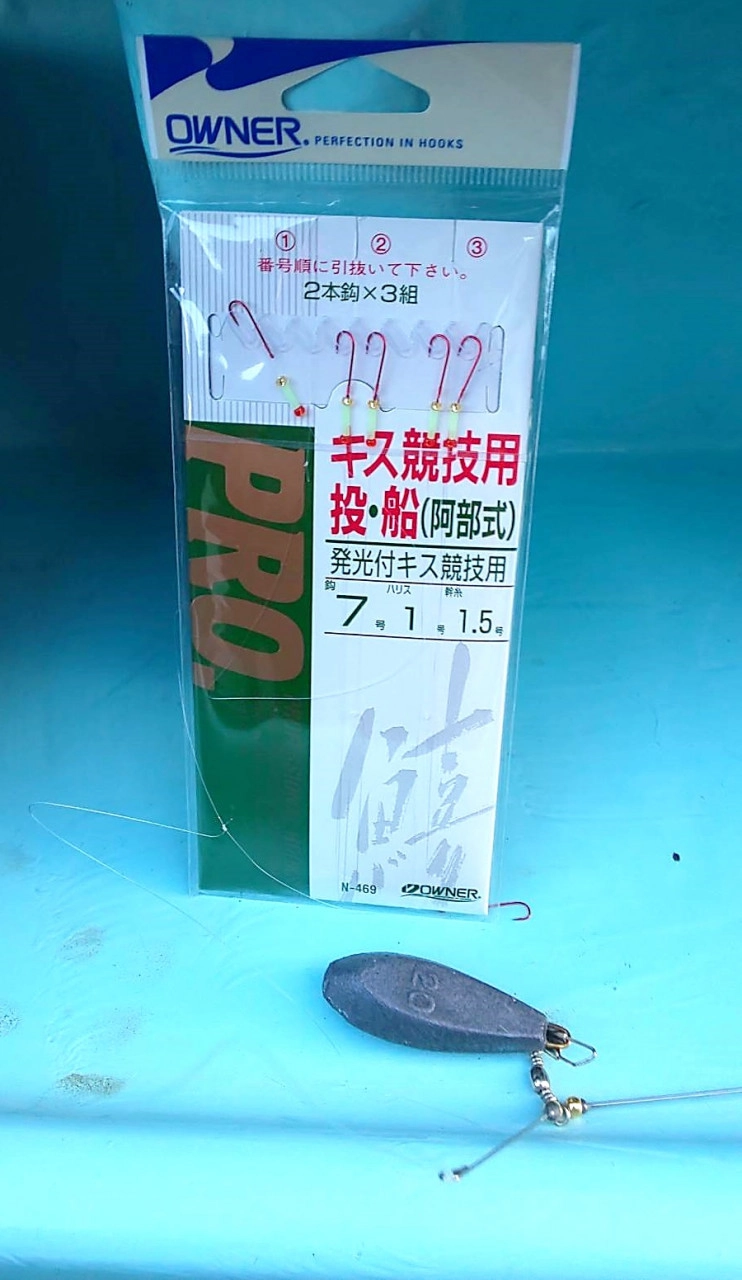 OWNER. PERFECTION IN HOOKS
① ② ③
番号順に引抜いて下さい。
2本鈎×3組
PRO
キス競技用
投・船(阿部式)
発光付キス競技用
鈎 ハリス 幹糸
7号 1号 1.5号
鱚
N-469 OWNER.
20